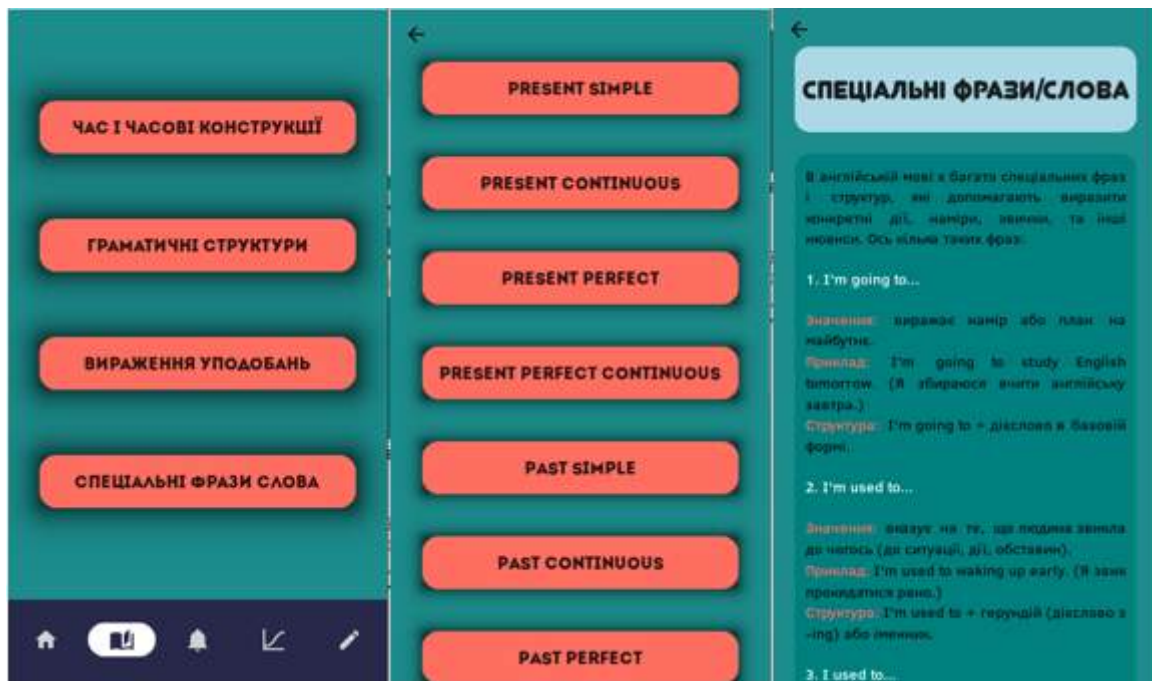 ЧАС І ЧАСОВІ КОНСТРУКЦІЇ
ГРАМАТИЧНІ СТРУКТУРИ
ВИРАЖЕННЯ УПОДОБАНЬ
СПЕЦІАЛЬНІ ФРАЗИ СЛОВА
PRESENT SIMPLE
PRESENT CONTINUOUS
PRESENT PERFECT
PRESENT PERFECT CONTINUOUS
PAST SIMPLE
PAST CONTINUOUS
PAST PERFECT
СПЕЦІАЛЬНІ ФРАЗИ/СЛОВА
В англійській мові є багато спеціальних фраз
і структур, які допомагають виразити
конкретні дії, наміри, звички, та інші
нюанси. Ось кілька таких фраз:
1. I'm going to...
Значення: виражає намір або план на
майбутнє.
Приклад: I'm going to study English
tomorrow. (Я збираюся вчити англійську
завтра.)
Структура: I'm going to + дієслово в базовій
формі.
2. I'm used to...
Значення: вказує на те, що людина звикла
до чогось (до ситуації, дії, обставин).
Приклад: I'm used to waking up early. (Я звик
прокидатися рано.)
Структура: I'm used to + герундій (дієслово з
-ing) або іменник.
3. I used to...